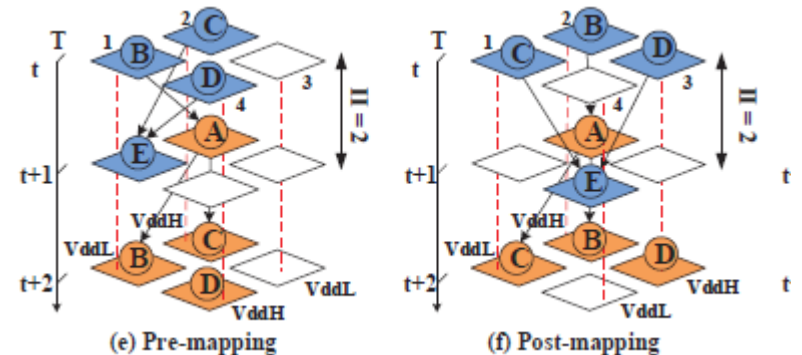 T
t
t+1
t+2
1
2
3
4
C
B
D
A
E
VddH
VddL
B
C
D
VddH
VddL
II = 2
(e) Pre-mapping
T
t
t+1
t+2
1
2
3
4
B
C
D
A
E
VddH
VddL
B
C
D
VddH
VddL
II = 2
(f) Post-mapping
t
t+
t+